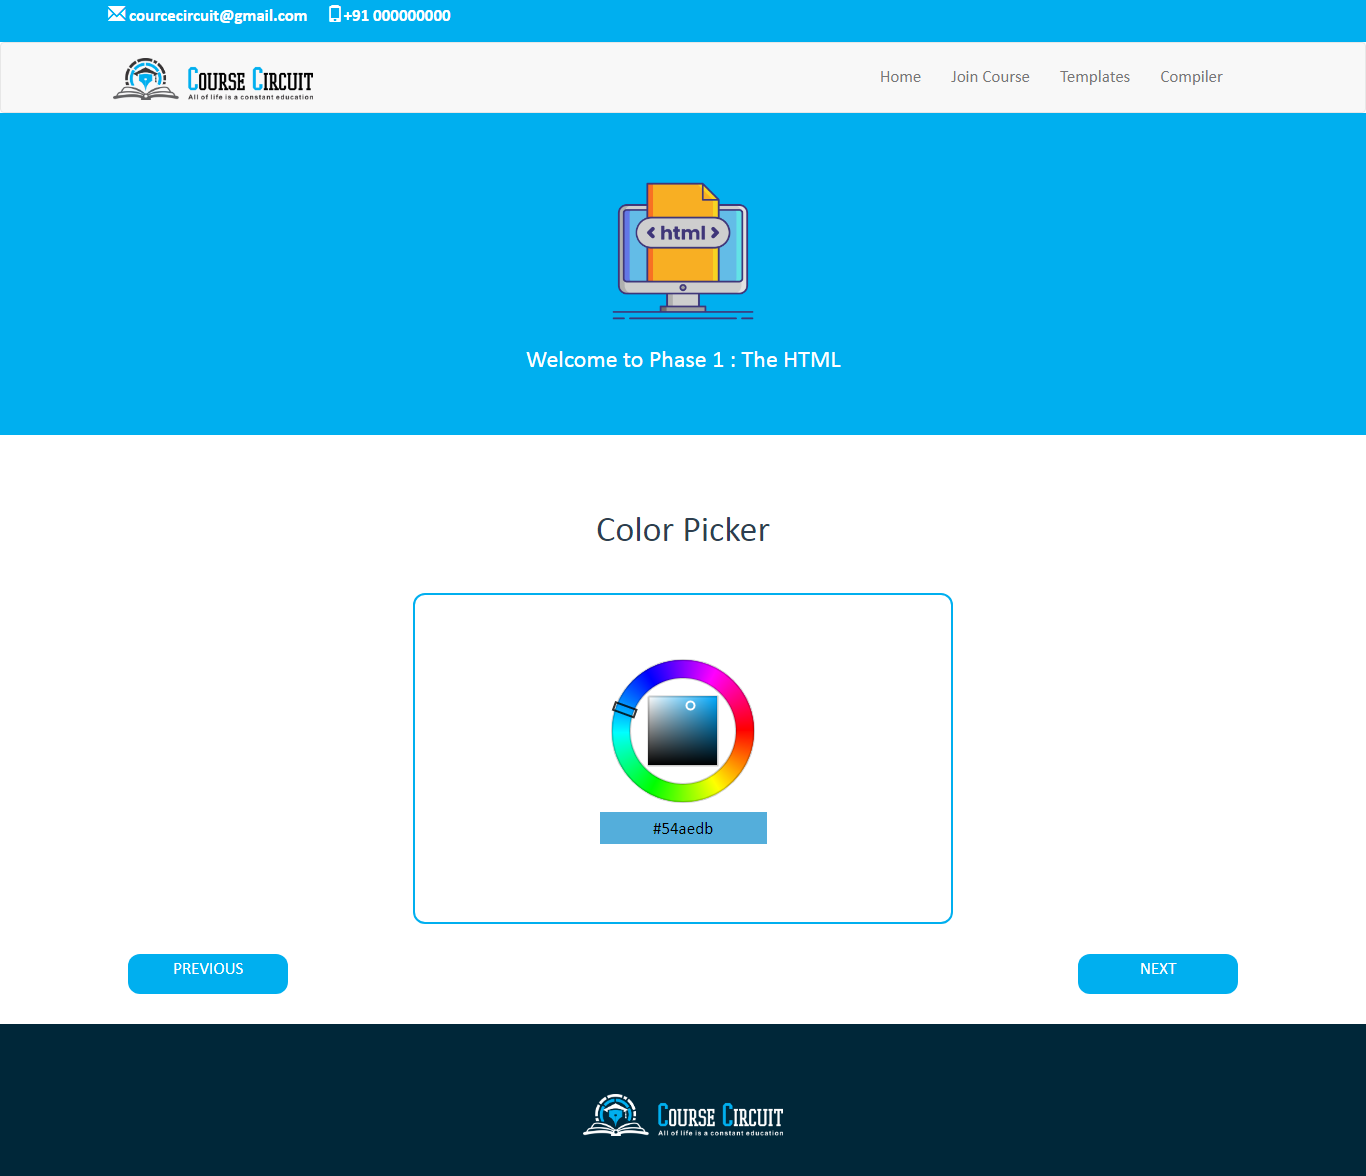 courcecircuit@gmail.com +91 000000000
COURSE CIRCUIT
All of life is a constant education
Home Join Course Templates Compiler
< html >
Welcome to Phase 1 : The HTML
Color Picker
#54aedb
PREVIOUS NEXT
COURSE CIRCUIT
All of life is a constant education